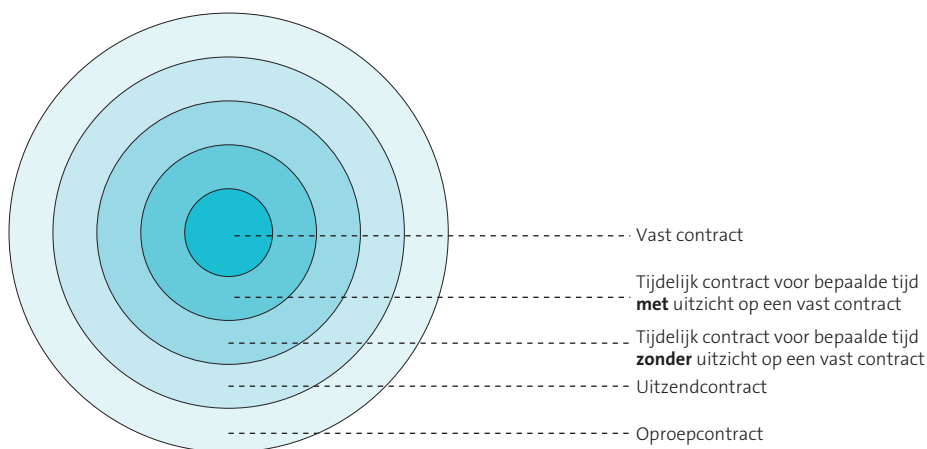 Vast contract
Tijdelijk contract voor bepaalde tijd
met uitzicht op een vast contract
Tijdelijk contract voor bepaalde tijd
zonder uitzicht op een vast contract
Uitzendcontract
Oproepcontract